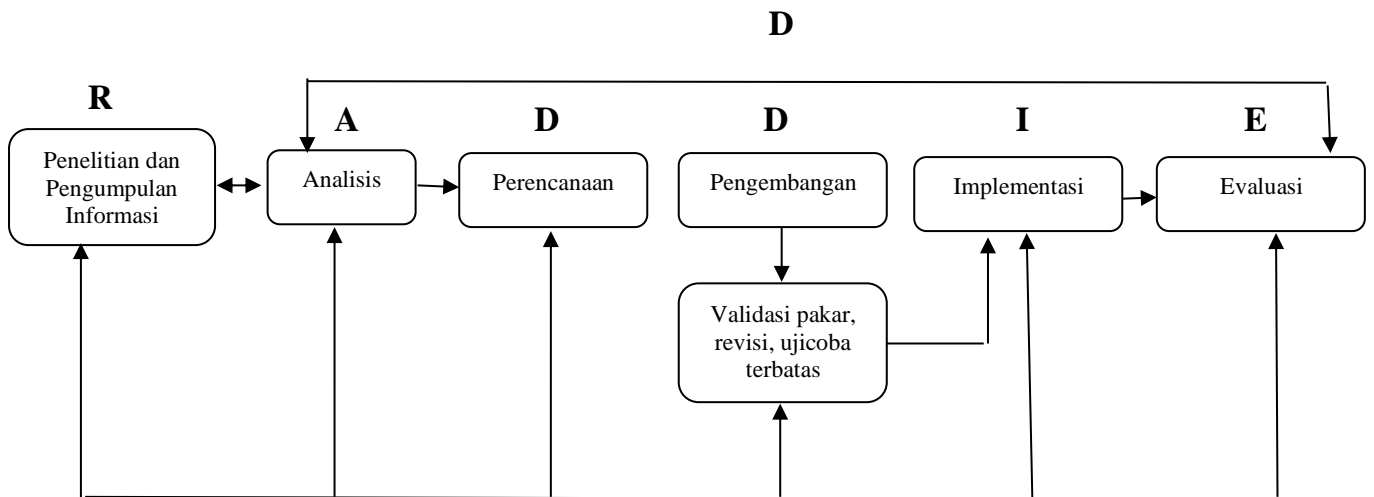 D
R
A
D
D
I
E
Penelitian dan
Pengumpulan
Informasi
Analisis
Perencanaan
Pengembangan
Implementasi
Evaluasi
Validasi pakar,
revisi, ujicoba
terbatas